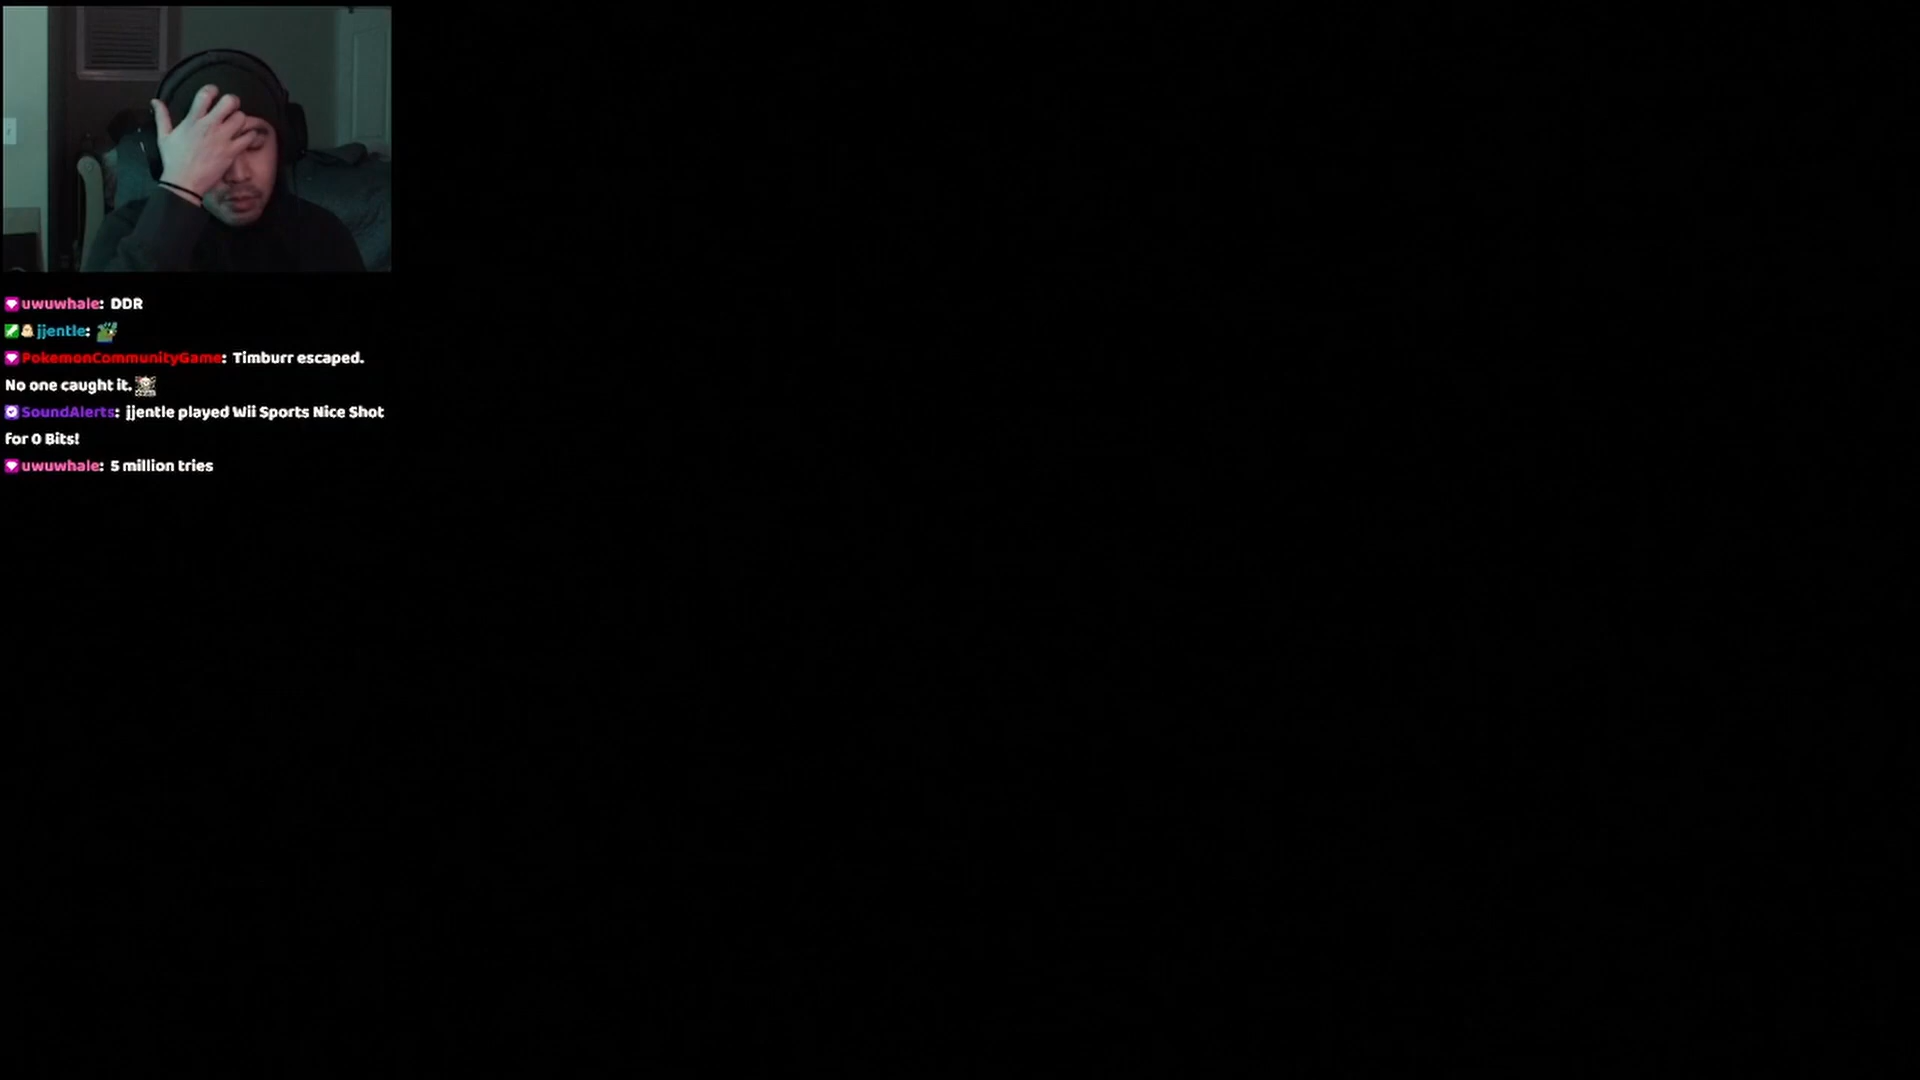 uwuwhale: DDR
jjentle:
PokemonCommunityGame: Timburr escaped.
No one caught it.
SoundAlerts: jjentle played Wii Sports Nice Shot
for 0 Bits!
uwuwhale: 5 million tries